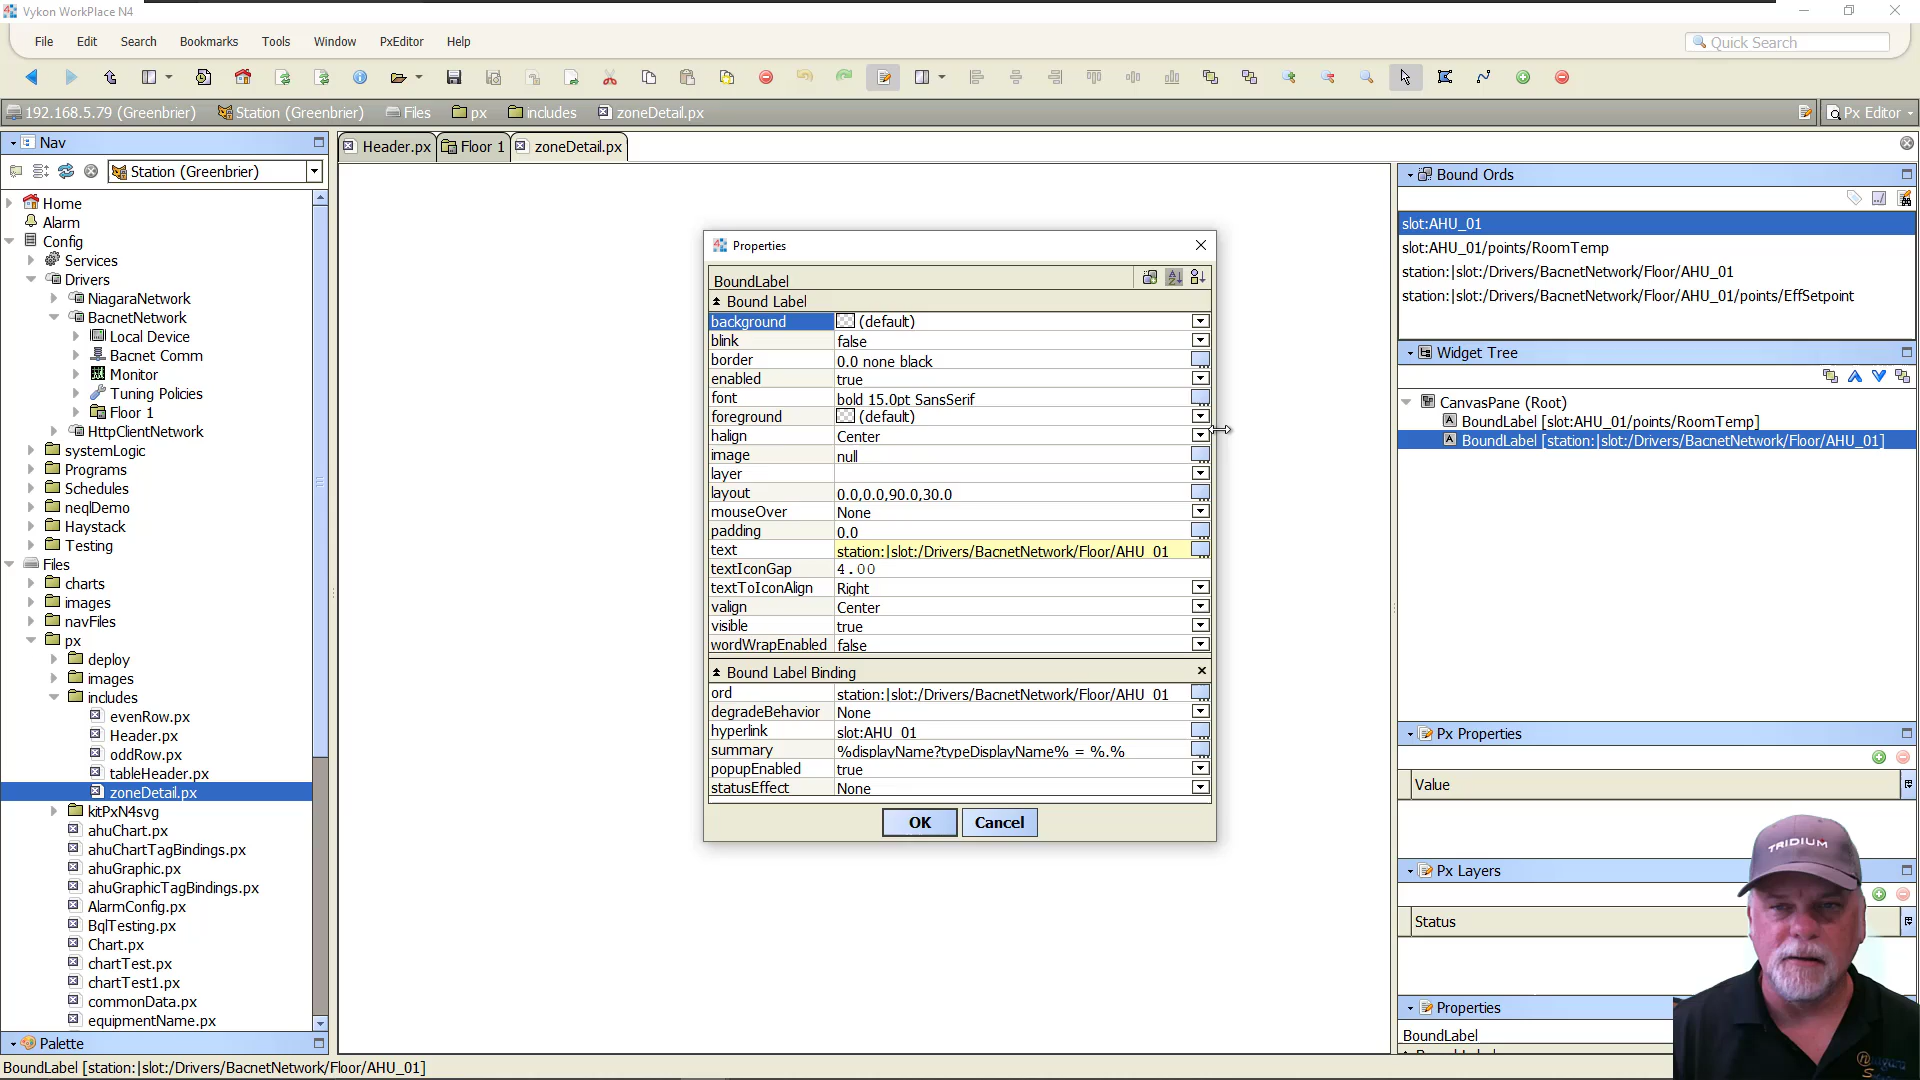 Vykon WorkPlace N4
File Edit Search Bookmarks Tools Window PxEditor Help
Quick Search
192.168.5.79 (Greenbrier) Station (Greenbrier) Files px includes zoneDetail.px Px Editor
Nav
Station (Greenbrier)
Home
Alarm
Config
Services
Drivers
NiagaraNetwork
BacnetNetwork
Local Device
Bacnet Comm
Monitor
Tuning Policies
Floor 1
HttpClientNetwork
systemLogic
Programs
Schedules
neqlDemo
Haystack
Testing
Files
charts
images
navFiles
px
deploy
images
includes
evenRow.px
Header.px
oddRow.px
tableHeader.px
zoneDetail.px
kitPxN4svg
ahuChart.px
ahuChartTagBindings.px
ahuGraphic.px
ahuGraphicTagBindings.px
AlarmConfig.px
BqlTesting.px
Chart.px
chartTest.px
chartTest1.px
commonData.px
equipmentName.px
Palette
Header.px Floor 1 zoneDetail.px
Properties
BoundLabel
Bound Label
background (default)
blink false
border 0.0 none black
enabled true
font bold 15.0pt SansSerif
foreground (default)
halign Center
image null
layer
layout 0.0,0.0,90.0,30.0
mouseOver None
padding 0.0
text station:|slot:/Drivers/BacnetNetwork/Floor/AHU_01
textIconGap 4.00
textToIconAlign Right
valign Center
visible true
wordWrapEnabled false
Bound Label Binding
ord station:|slot:/Drivers/BacnetNetwork/Floor/AHU_01
degradeBehavior None
hyperlink slot:AHU_01
summary %displayName?typeDisplayName% = %.%
popupEnabled true
statusEffect None
OK Cancel
Bound Ords
slot:AHU_01
slot:AHU_01/points/RoomTemp
station:|slot:/Drivers/BacnetNetwork/Floor/AHU_01
station:|slot:/Drivers/BacnetNetwork/Floor/AHU_01/points/EffSetpoint
Widget Tree
CanvasPane (Root)
BoundLabel [slot:AHU_01/points/RoomTemp]
BoundLabel [station:|slot:/Drivers/BacnetNetwork/Floor/AHU_01]
Px Properties
Value
Px Layers
Status
Properties
BoundLabel
TRIDIUM
BoundLabel [station:|slot:/Drivers/BacnetNetwork/Floor/AHU_01]